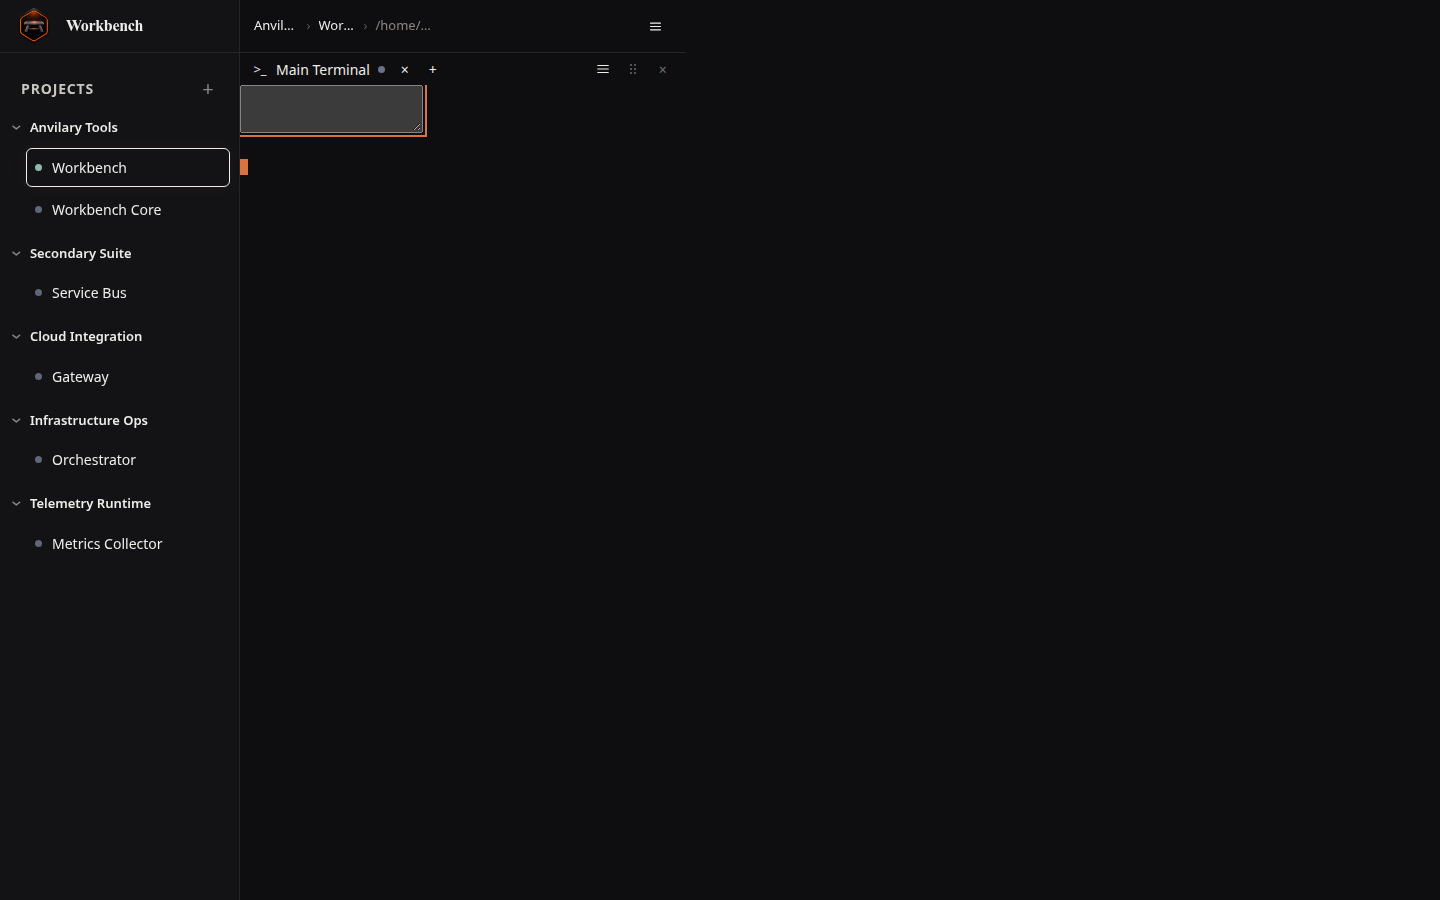 Workbench
Anvil... › Wor... › /home/...
>_ Main Terminal × + ×
PROJECTS +
Anvilary Tools
Workbench
Workbench Core
Secondary Suite
Service Bus
Cloud Integration
Gateway
Infrastructure Ops
Orchestrator
Telemetry Runtime
Metrics Collector